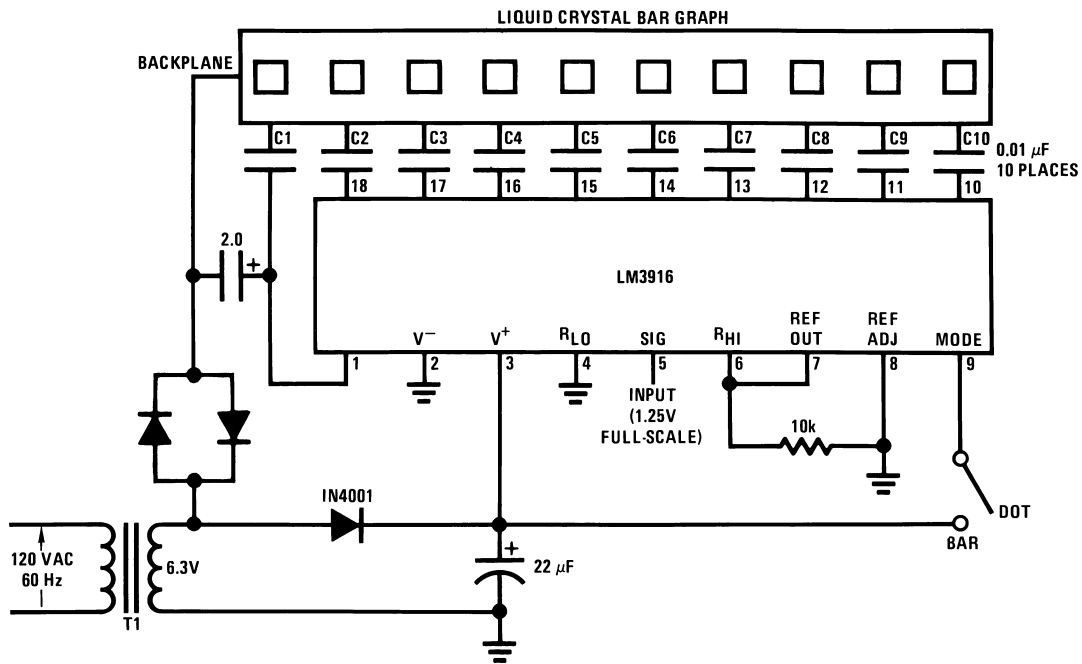 LIQUID CRYSTAL BAR GRAPH
BACKPLANE
C1 C2 C3 C4 C5 C6 C7 C8 C9 C10
0.01 μF
10 PLACES
18 17 16 15 14 13 12 11 10
2.0
+
LM3916
V− V+ RLO SIG RHI REF OUT REF ADJ MODE
1 2 3 4 5 6 7 8 9
INPUT
(1.25V
FULL-SCALE)
10k
DOT
BAR
IN4001
120 VAC
60 Hz
6.3V
+
22 μF
T1